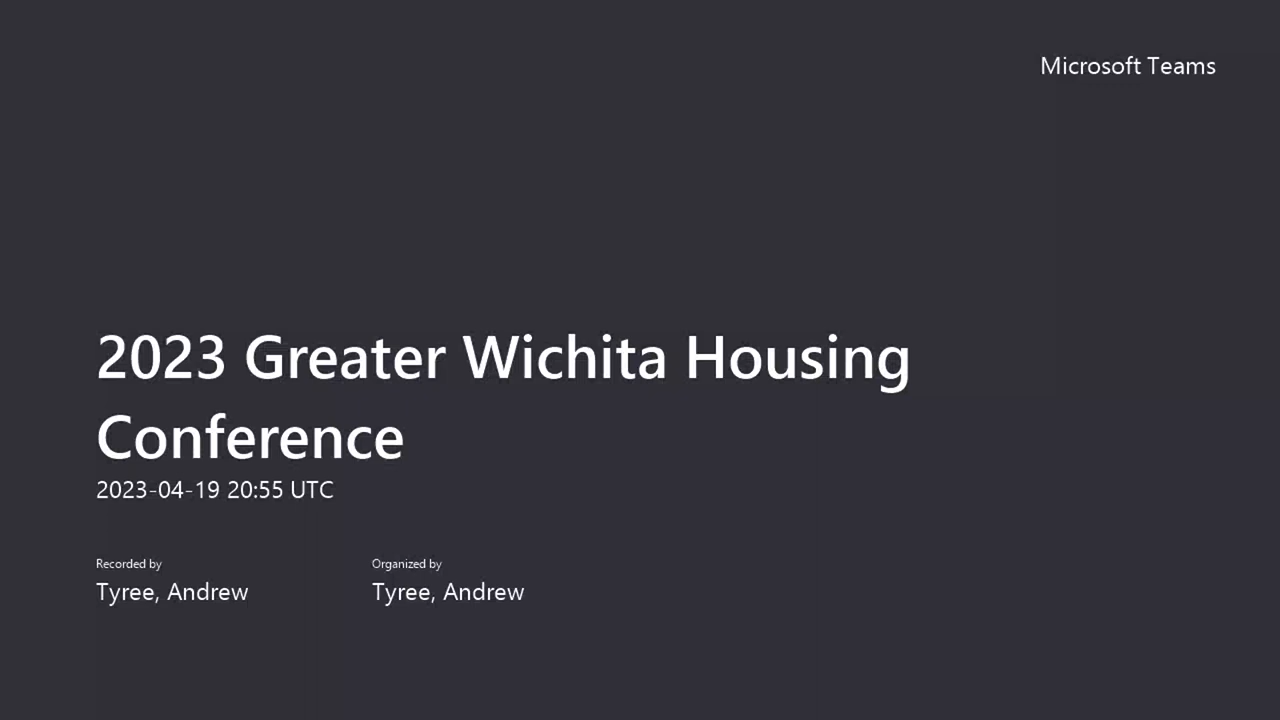 Microsoft Teams
2023 Greater Wichita Housing
Conference
2023-04-19 20:55 UTC
Recorded by
Tyree, Andrew
Organized by
Tyree, Andrew